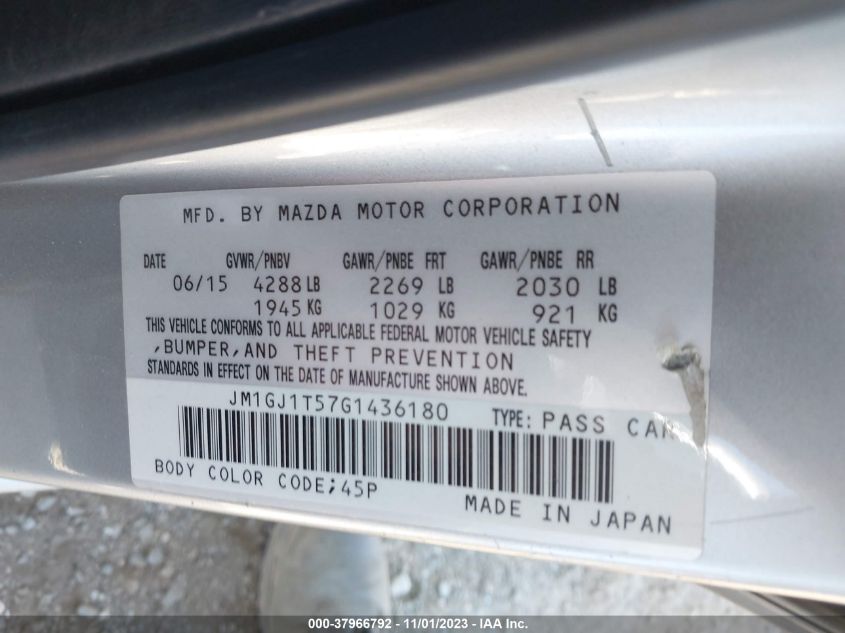 MFD. BY MAZDA MOTOR CORPORATION
DATE GVWR/PNBV GAWR/PNBE FRT GAWR/PNBE RR
06/15 4288 LB 2269 LB 2030 LB
1945 KG 1029 KG 921 KG
THIS VEHICLE CONFORMS TO ALL APPLICABLE FEDERAL MOTOR VEHICLE SAFETY
,BUMPER,AND THEFT PREVENTION
STANDARDS IN EFFECT ON THE DATE OF MANUFACTURE SHOWN ABOVE.
JM1GJ1T57G1436180 TYPE: PASS CAR
BODY COLOR CODE;45P
MADE IN JAPAN
000-37966792 - 11/01/2023 - IAA Inc.